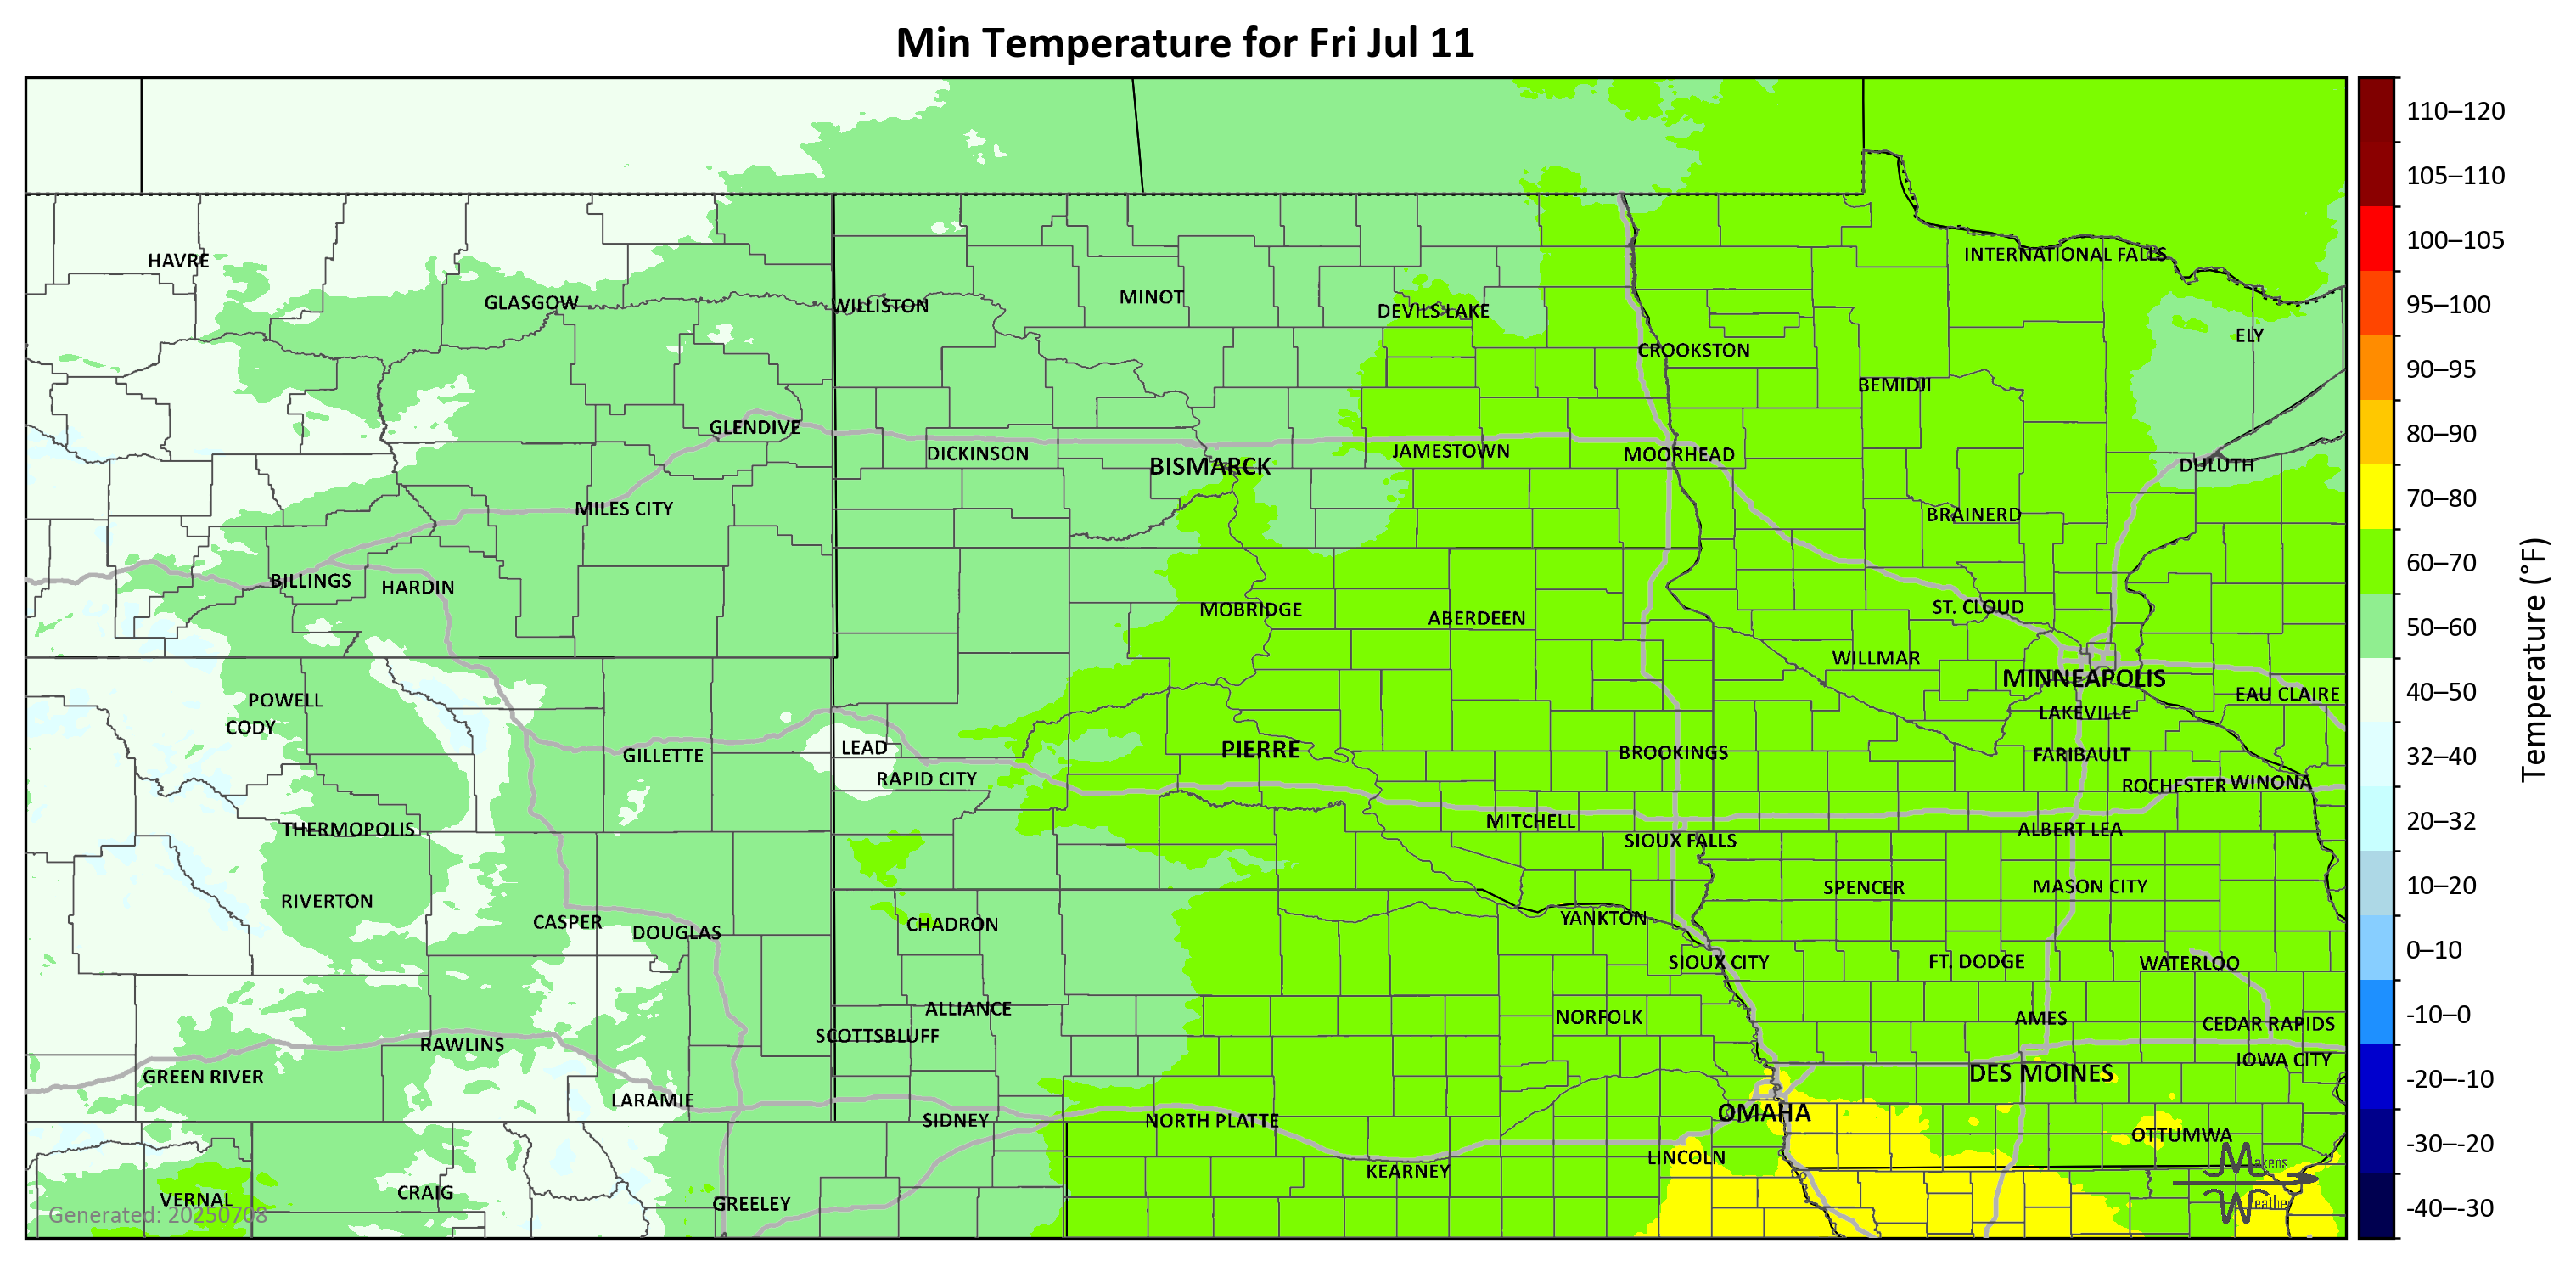 Min Temperature for Fri Jul 11
110–120
105–110
100–105
95–100
90–95
80–90
70–80
60–70
50–60
40–50
32–40
20–32
10–20
0–10
-10–0
-20–-10
-30–-20
-40–-30
Temperature (°F)
HAVRE
INTERNATIONAL FALLS
GLASGOW
WILLISTON
MINOT
DEVILS LAKE
ELY
CROOKSTON
BEMIDJI
GLENDIVE
DICKINSON
BISMARCK
JAMESTOWN
MOORHEAD
DULUTH
MILES CITY
BRAINERD
BILLINGS
HARDIN
MOBRIDGE
ABERDEEN
ST. CLOUD
WILLMAR
MINNEAPOLIS
EAU CLAIRE
POWELL
CODY
LAKEVILLE
GILLETTE
LEAD
PIERRE
BROOKINGS
FARIBAULT
RAPID CITY
ROCHESTER
WINONA
THERMOPOLIS
MITCHELL
SIOUX FALLS
ALBERT LEA
RIVERTON
SPENCER
MASON CITY
CASPER
DOUGLAS
CHADRON
YANKTON
SIOUX CITY
FT. DODGE
WATERLOO
ALLIANCE
SCOTTSBLUFF
NORFOLK
AMES
CEDAR RAPIDS
RAWLINS
IOWA CITY
GREEN RIVER
DES MOINES
LARAMIE
SIDNEY
NORTH PLATTE
OMAHA
OTTUMWA
LINCOLN
KEARNEY
VERNAL
CRAIG
GREELEY
Generated: 20250708
Makens
Weather